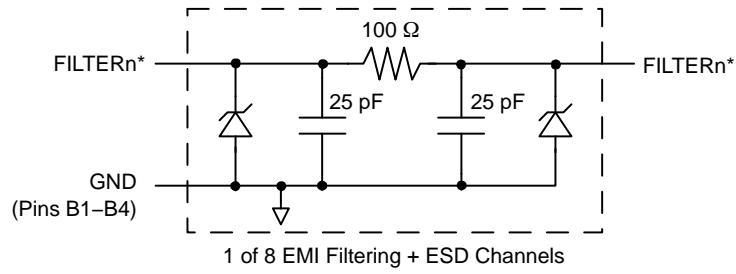 100 Ω
FILTERn*
FILTERn*
25 pF
25 pF
GND
(Pins B1–B4)
1 of 8 EMI Filtering + ESD Channels